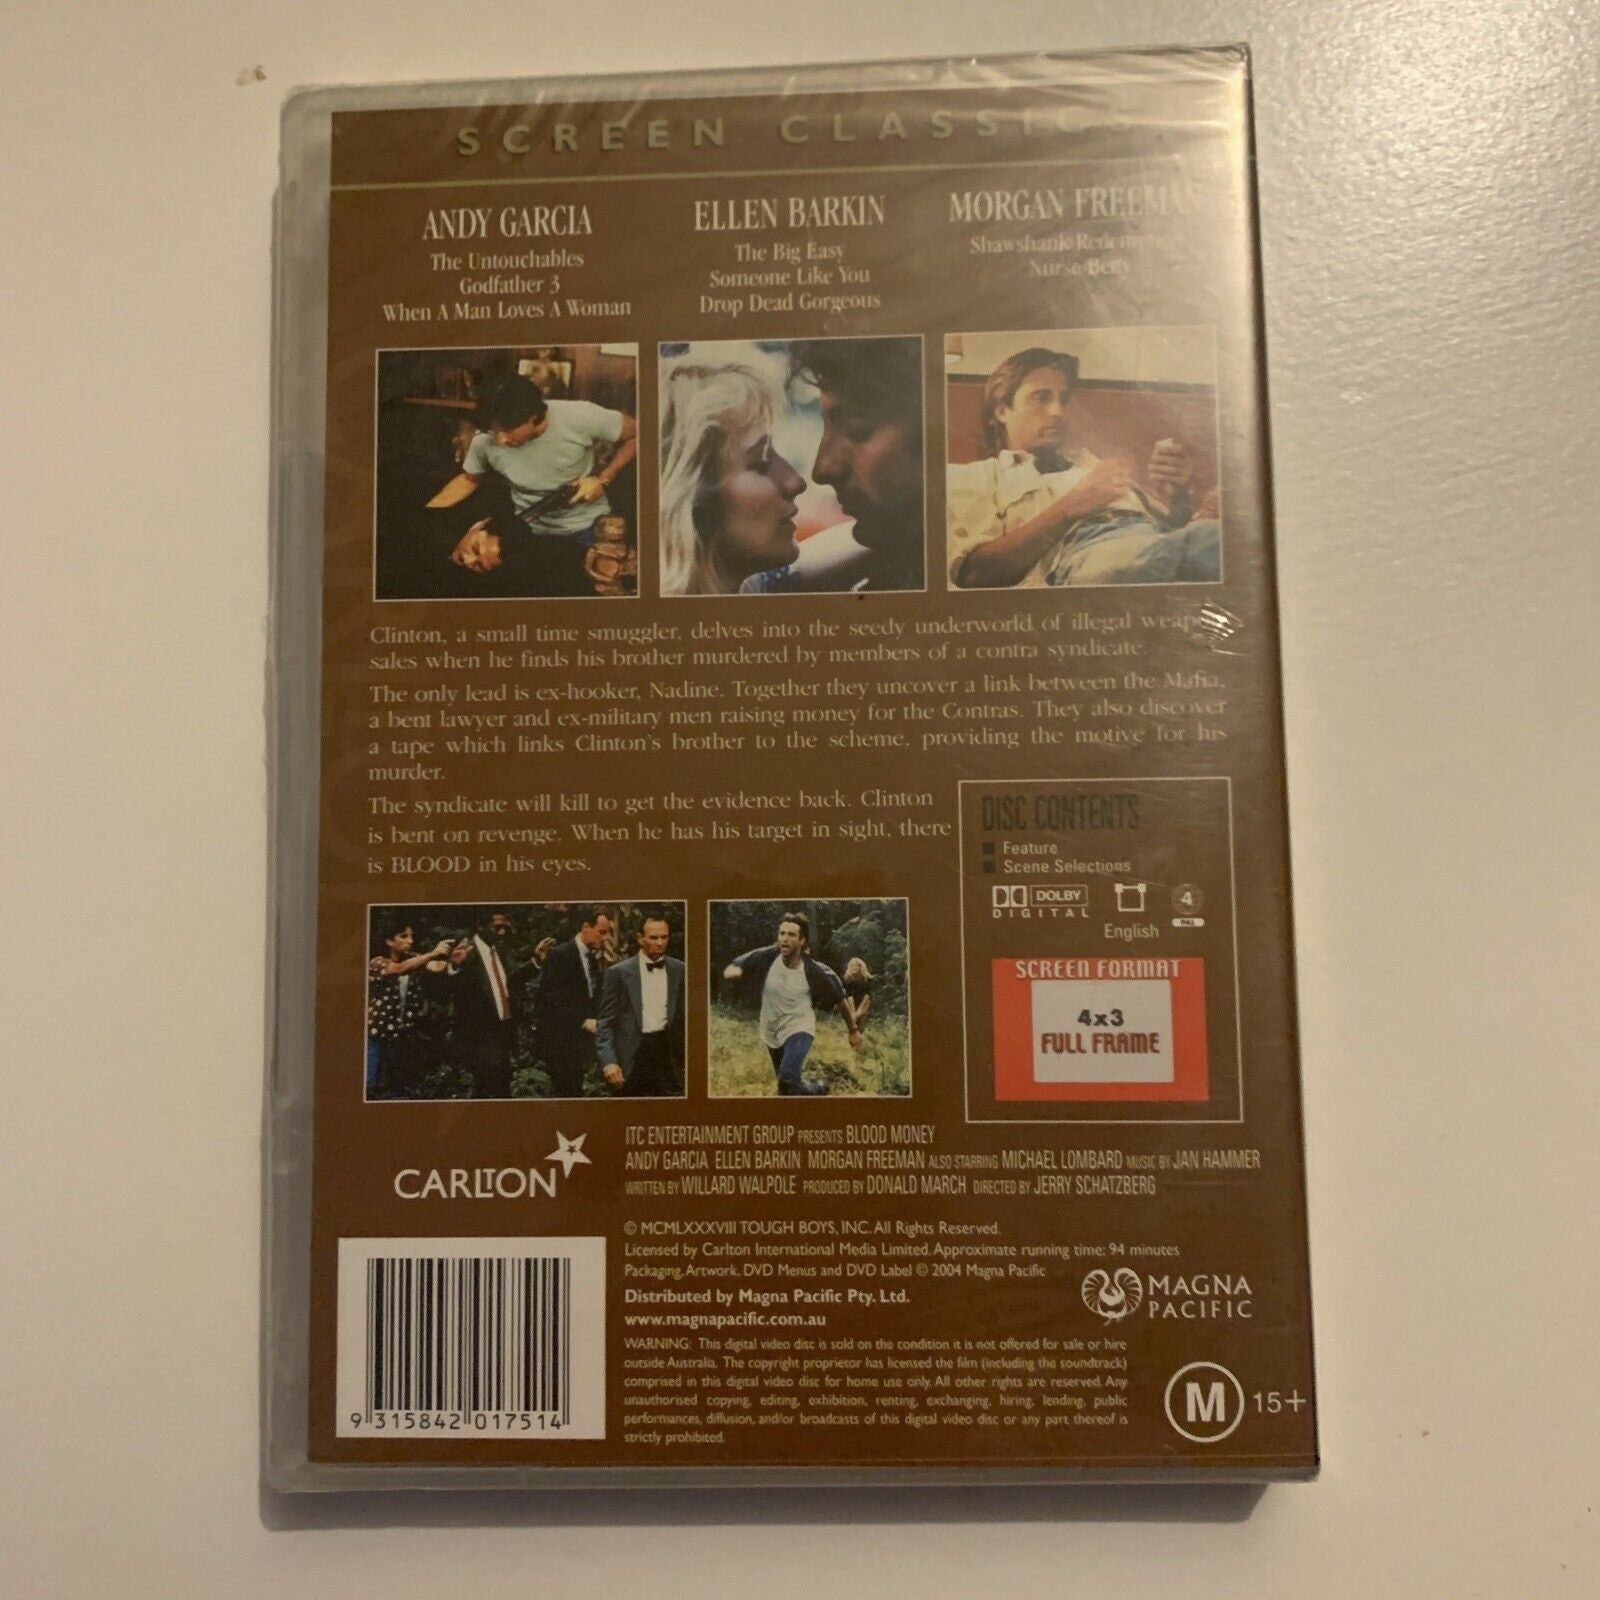 SCREEN CLASSICS
ANDY GARCIA
The Untouchables
Godfather 3
When A Man Loves A Woman
ELLEN BARKIN
The Big Easy
Someone Like You
Drop Dead Gorgeous
MORGAN FREEMAN
Shawshank Redemption
Nurse Betty
Clinton, a small time smuggler, delves into the seedy underworld of illegal weapon
sales when he finds his brother murdered by members of a contra syndicate.
The only lead is ex-hooker, Nadine. Together they uncover a link between the Mafia,
a bent lawyer and ex-military men raising money for the Contras. They also discover
a tape which links Clinton's brother to the scheme, providing the motive for his
murder.
The syndicate will kill to get the evidence back. Clinton
is bent on revenge. When he has his target in sight, there
is BLOOD in his eyes.
DISC CONTENTS
Feature
Scene Selections
DOLBY
DIGITAL
English
4
PAL
SCREEN FORMAT
4x3
FULL FRAME
CARLTON
ITC ENTERTAINMENT GROUP PRESENTS BLOOD MONEY
ANDY GARCIA ELLEN BARKIN MORGAN FREEMAN ALSO STARRING MICHAEL LOMBARD MUSIC BY JAN HAMMER
WRITTEN BY WILLARD WALPOLE PRODUCED BY DONALD MARCH DIRECTED BY JERRY SCHATZBERG
© MCMLXXXVIII TOUGH BOYS, INC. All Rights Reserved.
Licensed by Carlton International Media Limited. Approximate running time: 94 minutes
Packaging, Artwork, DVD Menus and DVD Label © 2004 Magna Pacific
Distributed by Magna Pacific Pty. Ltd.
www.magnapacific.com.au
WARNING: This digital video disc is sold on the condition it is not offered for sale or hire
outside Australia. The copyright proprietor has licensed the film (including the soundtrack)
comprised in this digital video disc for home use only. All other rights are reserved. Any
unauthorised copying, editing, exhibition, renting, exchanging, hiring, lending, public
performances, diffusion, and/or broadcasts of this digital video disc or any part thereof is
strictly prohibited.
MAGNA
PACIFIC
M 15+
9 315842 017514